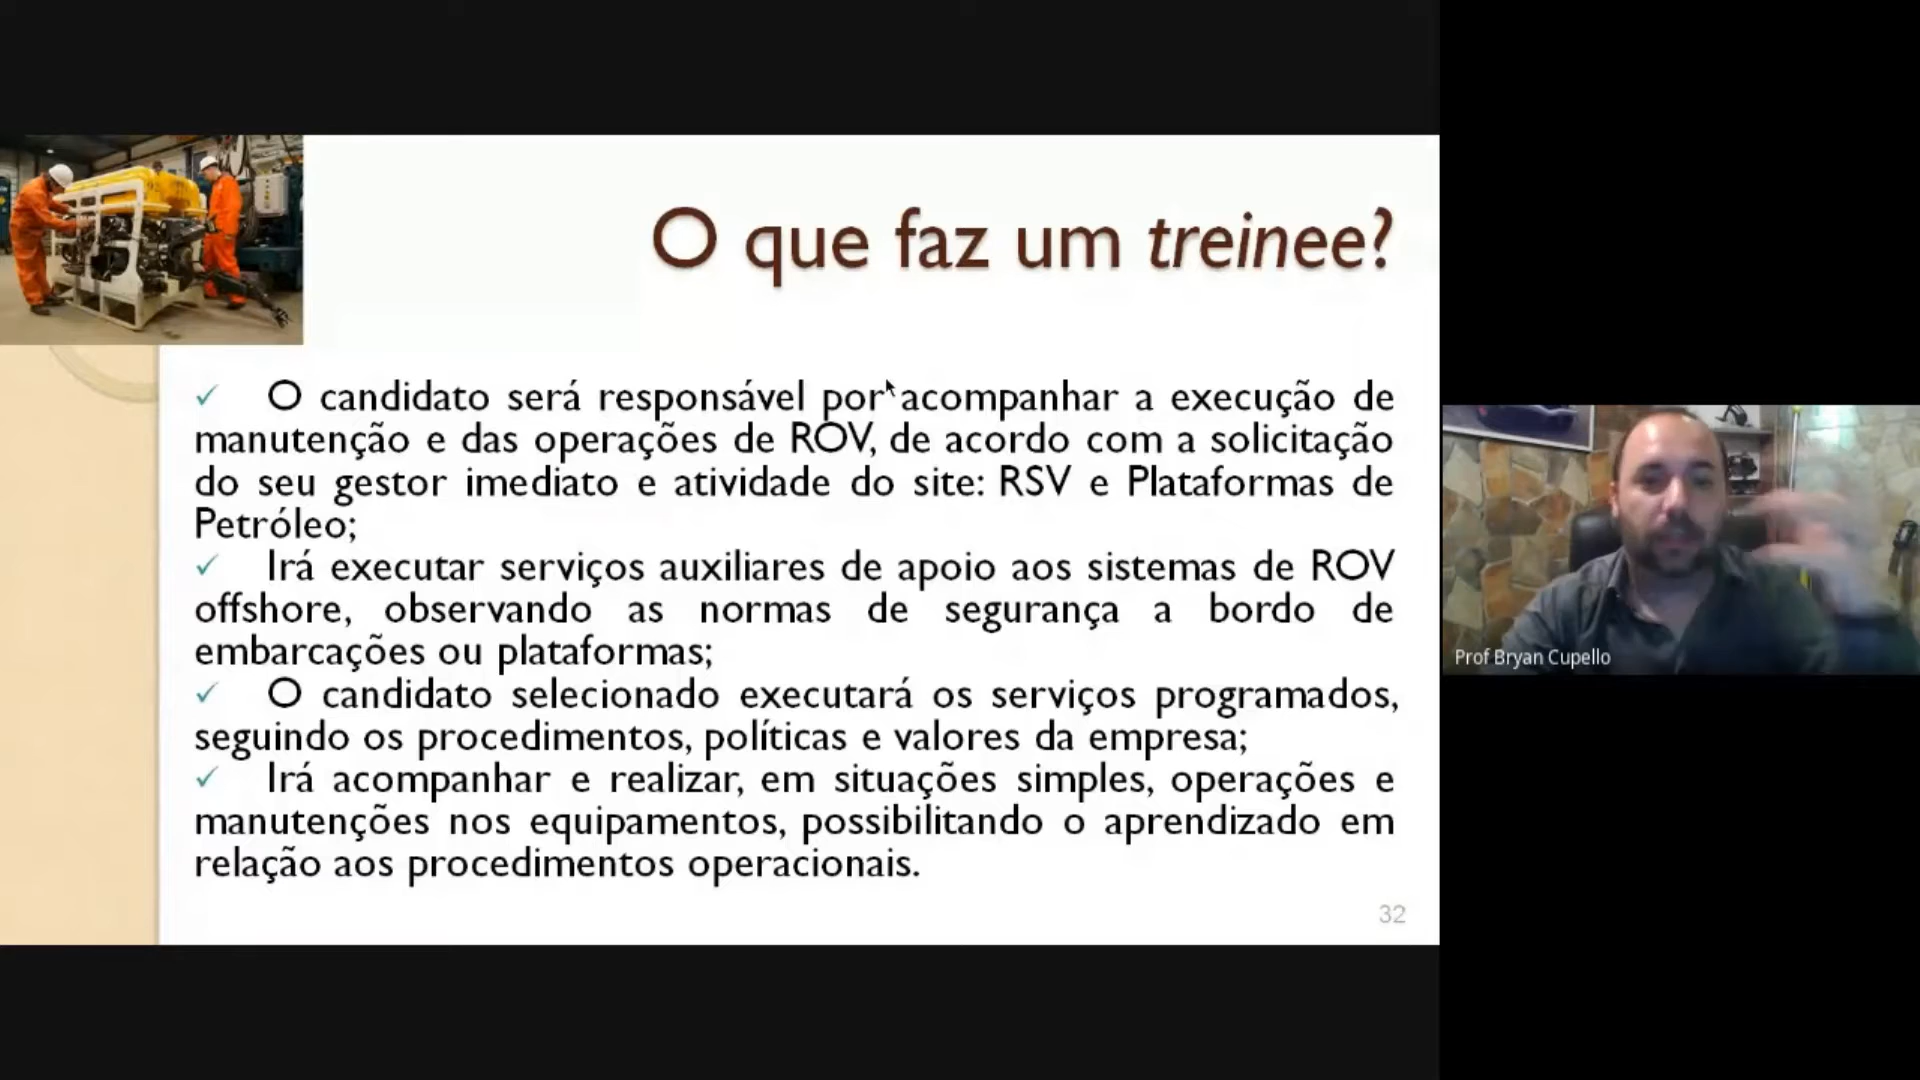 O que faz um treinee?
✓ O candidato será responsável por acompanhar a execução de
manutenção e das operações de ROV, de acordo com a solicitação
do seu gestor imediato e atividade do site: RSV e Plataformas de
Petróleo;
✓ Irá executar serviços auxiliares de apoio aos sistemas de ROV
offshore, observando as normas de segurança a bordo de
embarcações ou plataformas;
✓ O candidato selecionado executará os serviços programados,
seguindo os procedimentos, políticas e valores da empresa;
✓ Irá acompanhar e realizar, em situações simples, operações e
manutenções nos equipamentos, possibilitando o aprendizado em
relação aos procedimentos operacionais.
32
Prof Bryan Cupello